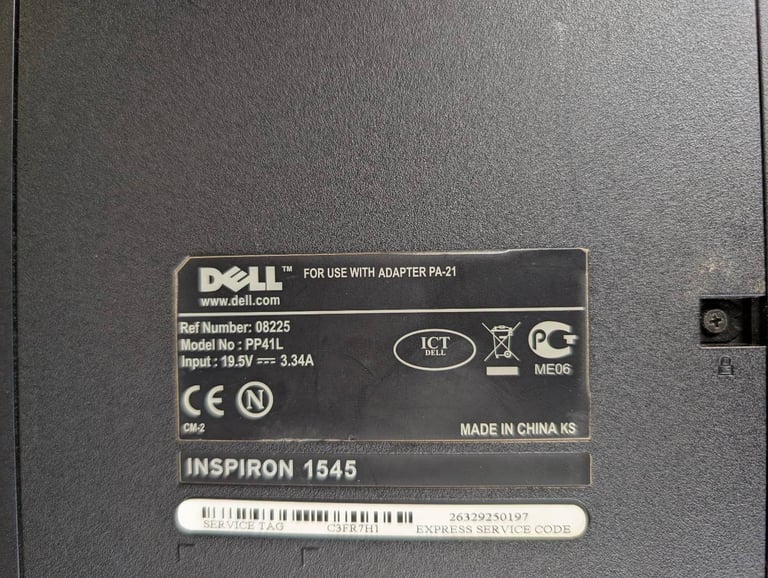 DELL™ FOR USE WITH ADAPTER PA-21
www.dell.com
Ref Number: 08225
Model No : PP41L
Input : 19.5V ⎓ 3.34A
ICT
DELL
PG
ME06
CE N
CM-2
MADE IN CHINA KS
INSPIRON 1545
SERVICE TAG C3FR7H1
26329250197
EXPRESS SERVICE CODE